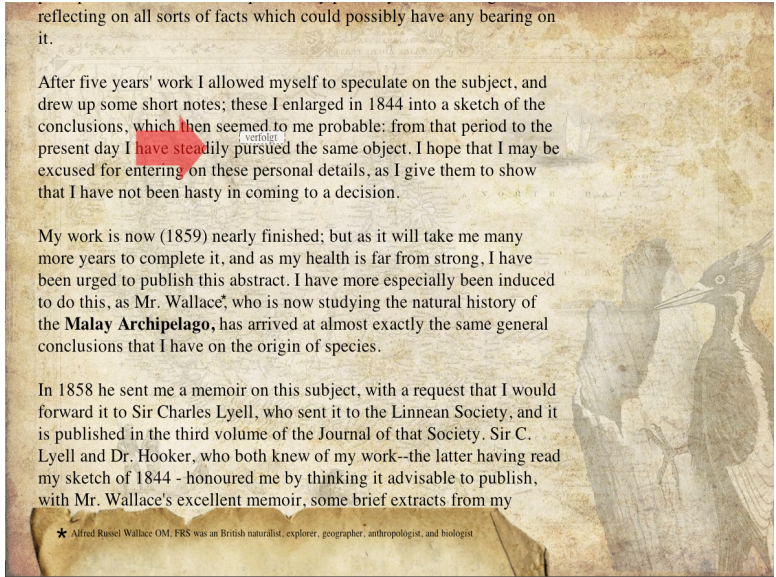 reflecting on all sorts of facts which could possibly have any bearing on
it.
After five years' work I allowed myself to speculate on the subject, and
drew up some short notes; these I enlarged in 1844 into a sketch of the
conclusions, which then seemed to me probable: from that period to the
verfolgt
present day I have steadily pursued the same object. I hope that I may be
excused for entering on these personal details, as I give them to show
that I have not been hasty in coming to a decision.
My work is now (1859) nearly finished; but as it will take me many
more years to complete it, and as my health is far from strong, I have
been urged to publish this abstract. I have more especially been induced
to do this, as Mr. Wallace*, who is now studying the natural history of
the Malay Archipelago, has arrived at almost exactly the same general
conclusions that I have on the origin of species.
In 1858 he sent me a memoir on this subject, with a request that I would
forward it to Sir Charles Lyell, who sent it to the Linnean Society, and it
is published in the third volume of the Journal of that Society. Sir C.
Lyell and Dr. Hooker, who both knew of my work--the latter having read
my sketch of 1844 - honoured me by thinking it advisable to publish,
with Mr. Wallace's excellent memoir, some brief extracts from my
* Alfred Russel Wallace OM, FRS was an British naturalist, explorer, geographer, anthropologist, and biologist